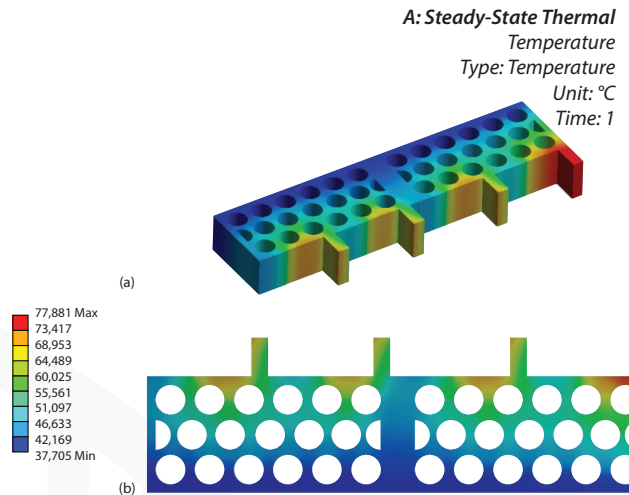 A: Steady-State Thermal
Temperature
Type: Temperature
Unit: °C
Time: 1
(a)
77,881 Max
73,417
68,953
64,489
60,025
55,561
51,097
46,633
42,169
37,705 Min
(b)